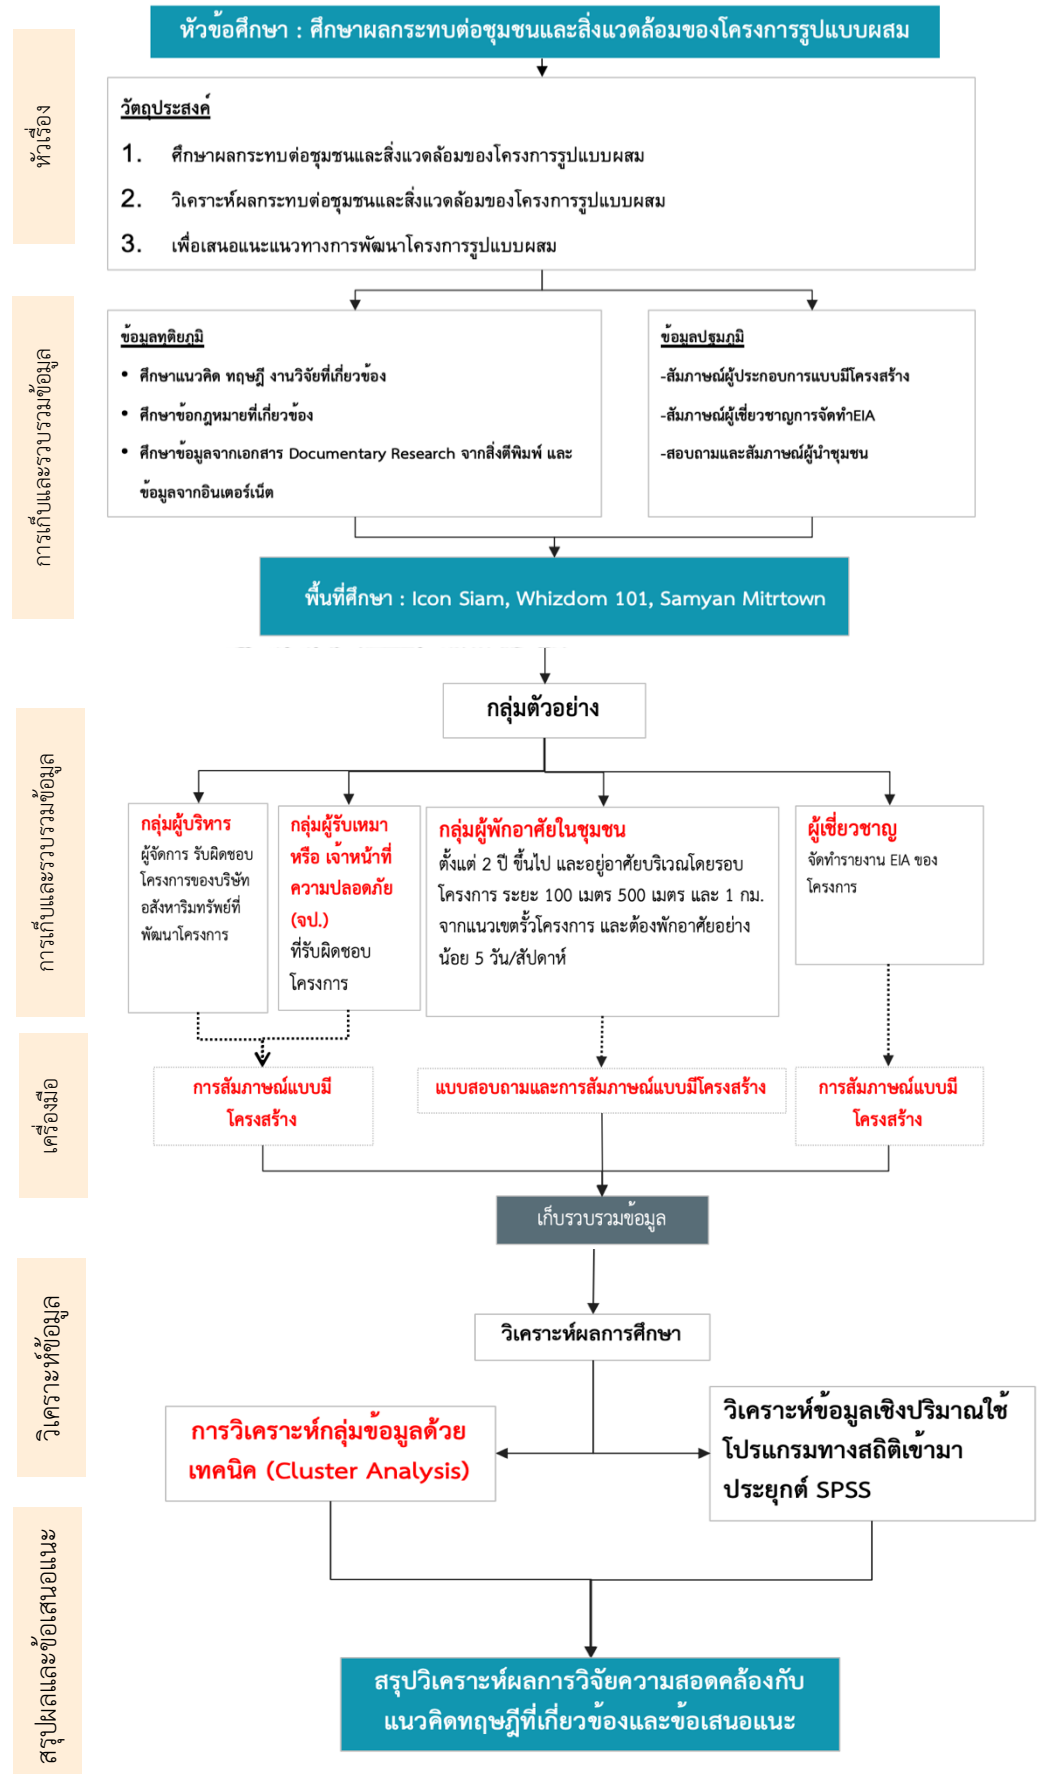 หัวข้อศึกษา : ศึกษาผลกระทบต่อชุมชนและสิ่งแวดล้อมของโครงการรูปแบบผสม
หัวเรื่อง
วัตถุประสงค์
1. ศึกษาผลกระทบต่อชุมชนและสิ่งแวดล้อมของโครงการรูปแบบผสม
2. วิเคราะห์ผลกระทบต่อชุมชนและสิ่งแวดล้อมของโครงการรูปแบบผสม
3. เพื่อเสนอแนะแนวทางการพัฒนาโครงการรูปแบบผสม
การเก็บและรวบรวมข้อมูล
ข้อมูลทุติยภูมิ
• ศึกษาแนวคิด ทฤษฎี งานวิจัยที่เกี่ยวข้อง
• ศึกษาข้อกฎหมายที่เกี่ยวข้อง
• ศึกษาข้อมูลจากเอกสาร Documentary Research จากสิ่งตีพิมพ์ และ
ข้อมูลจากอินเตอร์เน็ต
ข้อมูลปฐมภูมิ
-สัมภาษณ์ผู้ประกอบการแบบมีโครงสร้าง
-สัมภาษณ์ผู้เชี่ยวชาญการจัดทำEIA
-สอบถามและสัมภาษณ์ผู้นำชุมชน
พื้นที่ศึกษา : Icon Siam, Whizdom 101, Samyan Mitrtown
กลุ่มตัวอย่าง
การเก็บและรวบรวมข้อมูล
กลุ่มผู้บริหาร
ผู้จัดการ รับผิดชอบ
โครงการของบริษัท
อสังหาริมทรัพย์ที่
พัฒนาโครงการ
กลุ่มผู้รับเหมา
หรือ เจ้าหน้าที่
ความปลอดภัย
(จป.)
ที่รับผิดชอบ
โครงการ
กลุ่มผู้พักอาศัยในชุมชน
ตั้งแต่ 2 ปี ขึ้นไป และอยู่อาศัยบริเวณโดยรอบ
โครงการ ระยะ 100 เมตร 500 เมตร และ 1 กม.
จากแนวเขตรั้วโครงการ และต้องพักอาศัยอย่าง
น้อย 5 วัน/สัปดาห์
ผู้เชี่ยวชาญ
จัดทำรายงาน EIA ของ
โครงการ
เครื่องมือ
การสัมภาษณ์แบบมี
โครงสร้าง
แบบสอบถามและการสัมภาษณ์แบบมีโครงสร้าง
การสัมภาษณ์แบบมี
โครงสร้าง
เก็บรวบรวมข้อมูล
วิเคราะห์ข้อมูล
วิเคราะห์ผลการศึกษา
การวิเคราะห์กลุ่มข้อมูลด้วย
เทคนิค (Cluster Analysis)
วิเคราะห์ข้อมูลเชิงปริมาณใช้
โปรแกรมทางสถิติเข้ามา
ประยุกต์ SPSS
สรุปผลและข้อเสนอแนะ
สรุปวิเคราะห์ผลการวิจัยความสอดคล้องกับ
แนวคิดทฤษฎีที่เกี่ยวข้องและข้อเสนอแนะ